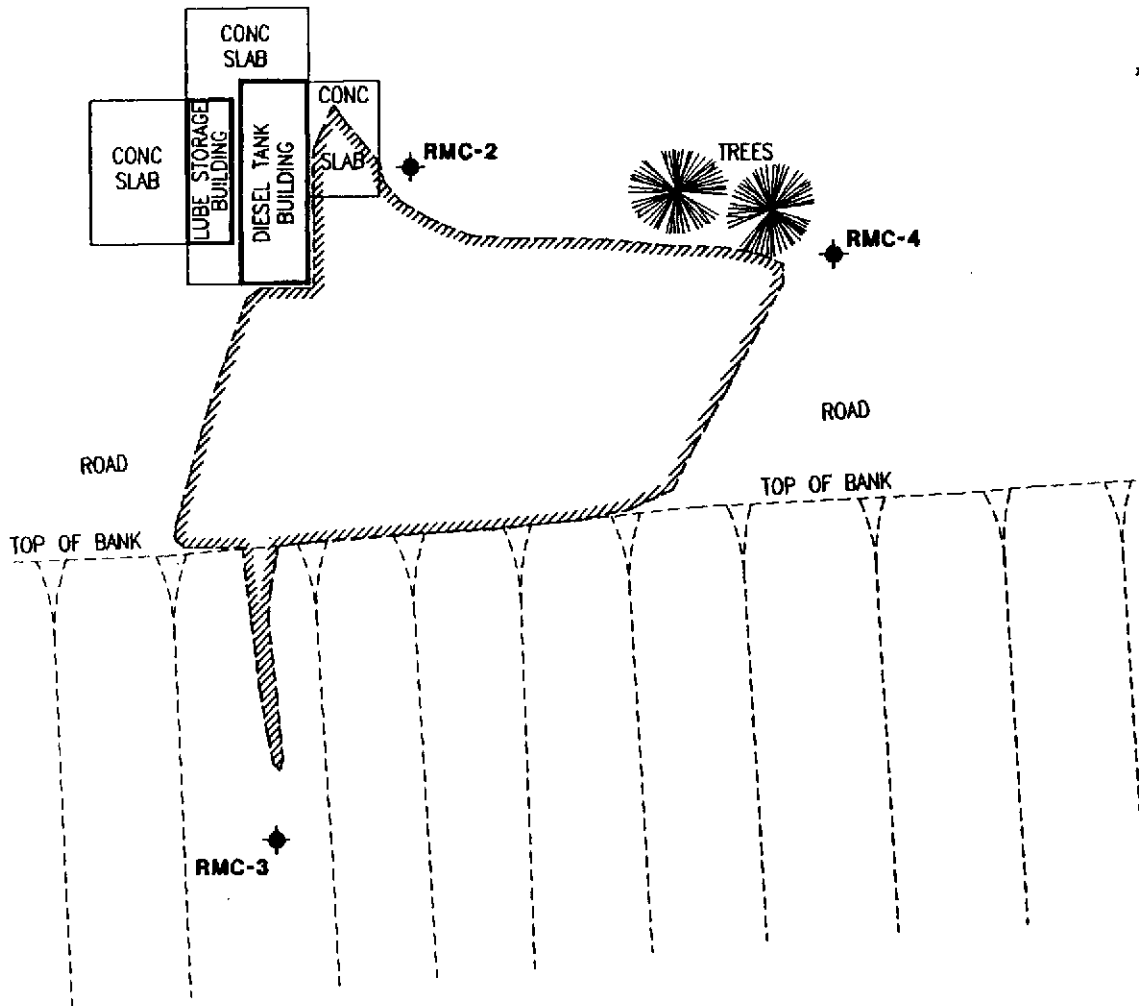 CONC
SLAB
CONC
SLAB
LUBE STORAGE
BUILDING
DIESEL TANK
BUILDING
CONC
SLAB
RMC-2
TREES
RMC-4
ROAD
ROAD
TOP OF BANK
TOP OF BANK
RMC-3